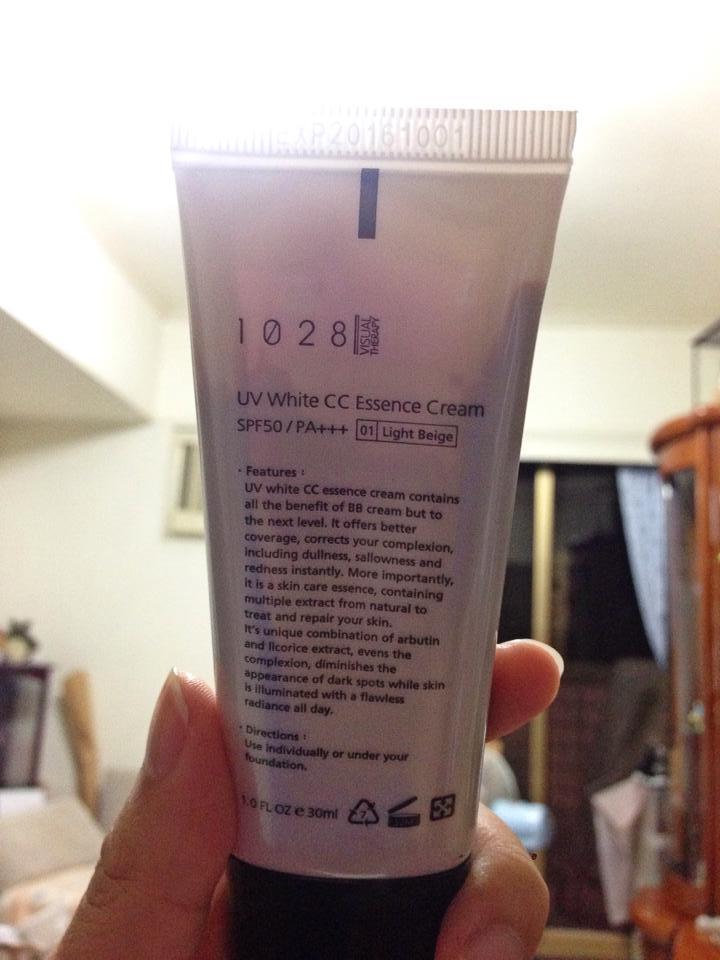 EXP20161001
1028 VISUAL THERAPY
UV White CC Essence Cream
SPF50 / PA+++ 01 Light Beige
· Features :
UV white CC essence cream contains
all the benefit of BB cream but to
the next level. It offers better
coverage, corrects your complexion,
including dullness, sallowness and
redness instantly. More importantly,
it is a skin care essence, containing
multiple extract from natural to
treat and repair your skin.
It's unique combination of arbutin
and licorice extract, evens the
complexion, diminishes the
appearance of dark spots while skin
is illuminated with a flawless
radiance all day.
· Directions :
Use individually or under your
foundation.
1.0 FL OZ e 30ml 7